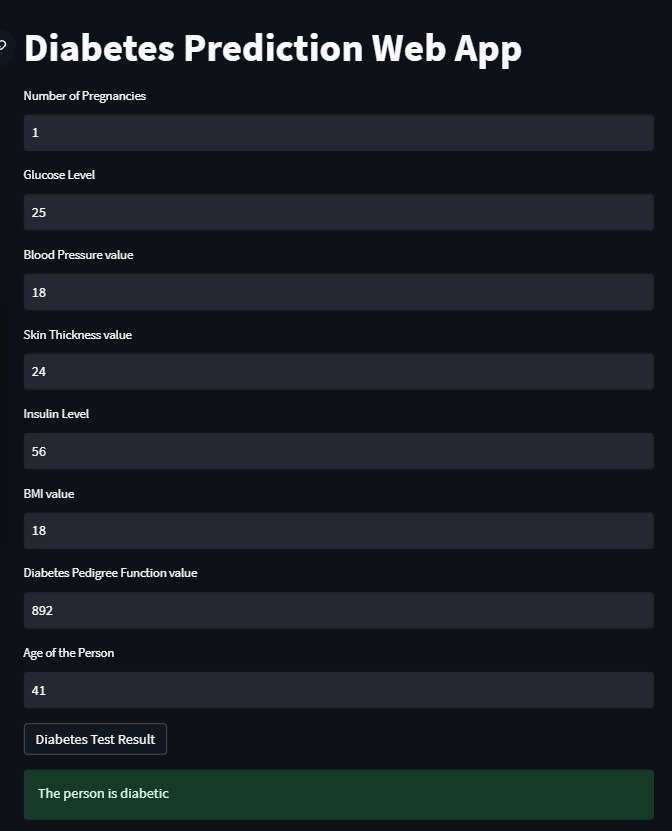 Diabetes Prediction Web App
Number of Pregnancies
1
Glucose Level
25
Blood Pressure value
18
Skin Thickness value
24
Insulin Level
56
BMI value
18
Diabetes Pedigree Function value
892
Age of the Person
41
Diabetes Test Result
The person is diabetic